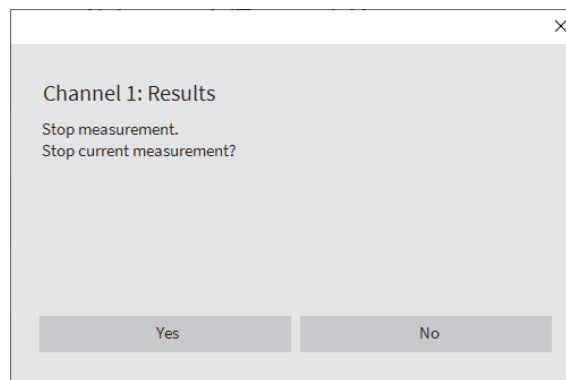 Channel 1: Results
Stop measurement.
Stop current measurement?
Yes
No